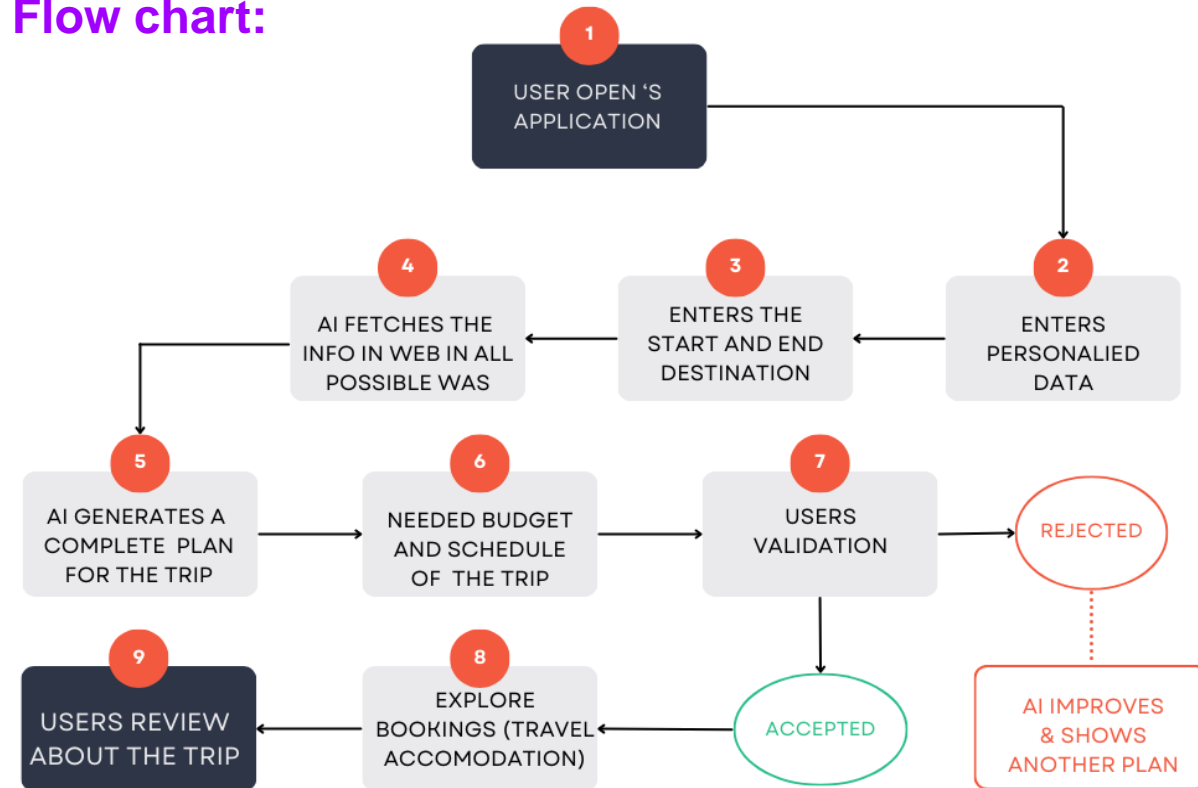 Flow chart:
1
USER OPEN ‘S
APPLICATION
2
ENTERS
PERSONALIED
DATA
3
ENTERS THE
START AND END
DESTINATION
4
AI FETCHES THE
INFO IN WEB IN ALL
POSSIBLE WAS
5
AI GENERATES A
COMPLETE PLAN
FOR THE TRIP
6
NEEDED BUDGET
AND SCHEDULE
OF THE TRIP
7
USERS
VALIDATION
REJECTED
AI IMPROVES
& SHOWS
ANOTHER PLAN
ACCEPTED
8
EXPLORE
BOOKINGS (TRAVEL
ACCOMODATION)
9
USERS REVIEW
ABOUT THE TRIP